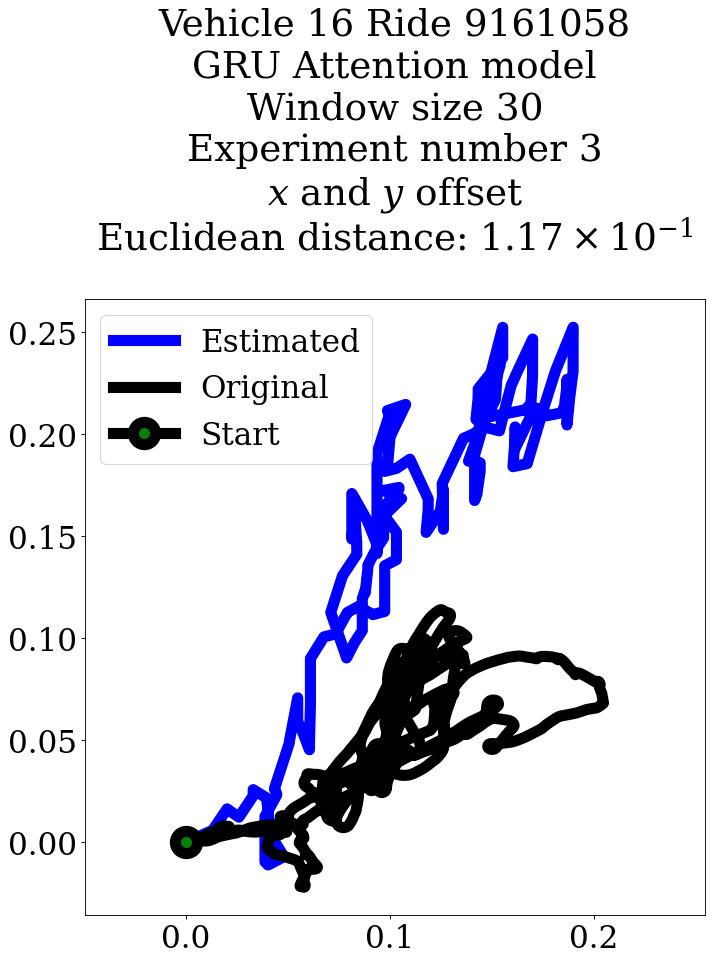 Vehicle 16 Ride 9161058
GRU Attention model
Window size 30
Experiment number 3
x and y offset
Euclidean distance: 1.17 × 10⁻¹
Estimated
Original
Start
0.25
0.20
0.15
0.10
0.05
0.00
0.0 0.1 0.2